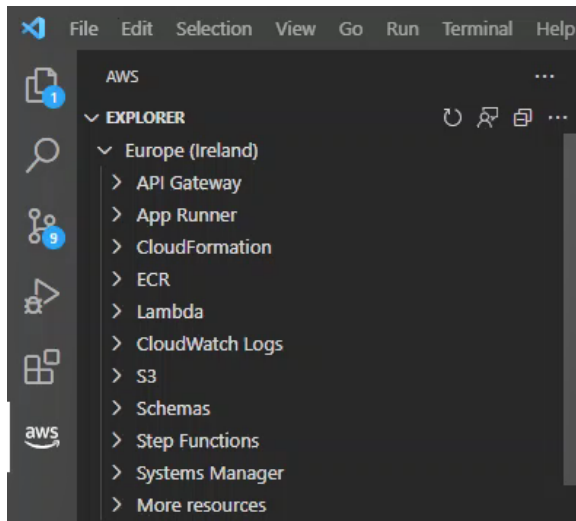 File Edit Selection View Go Run Terminal Help
AWS
1
EXPLORER
Europe (Ireland)
API Gateway
App Runner
9
CloudFormation
ECR
Lambda
CloudWatch Logs
S3
Schemas
aws
Step Functions
Systems Manager
More resources